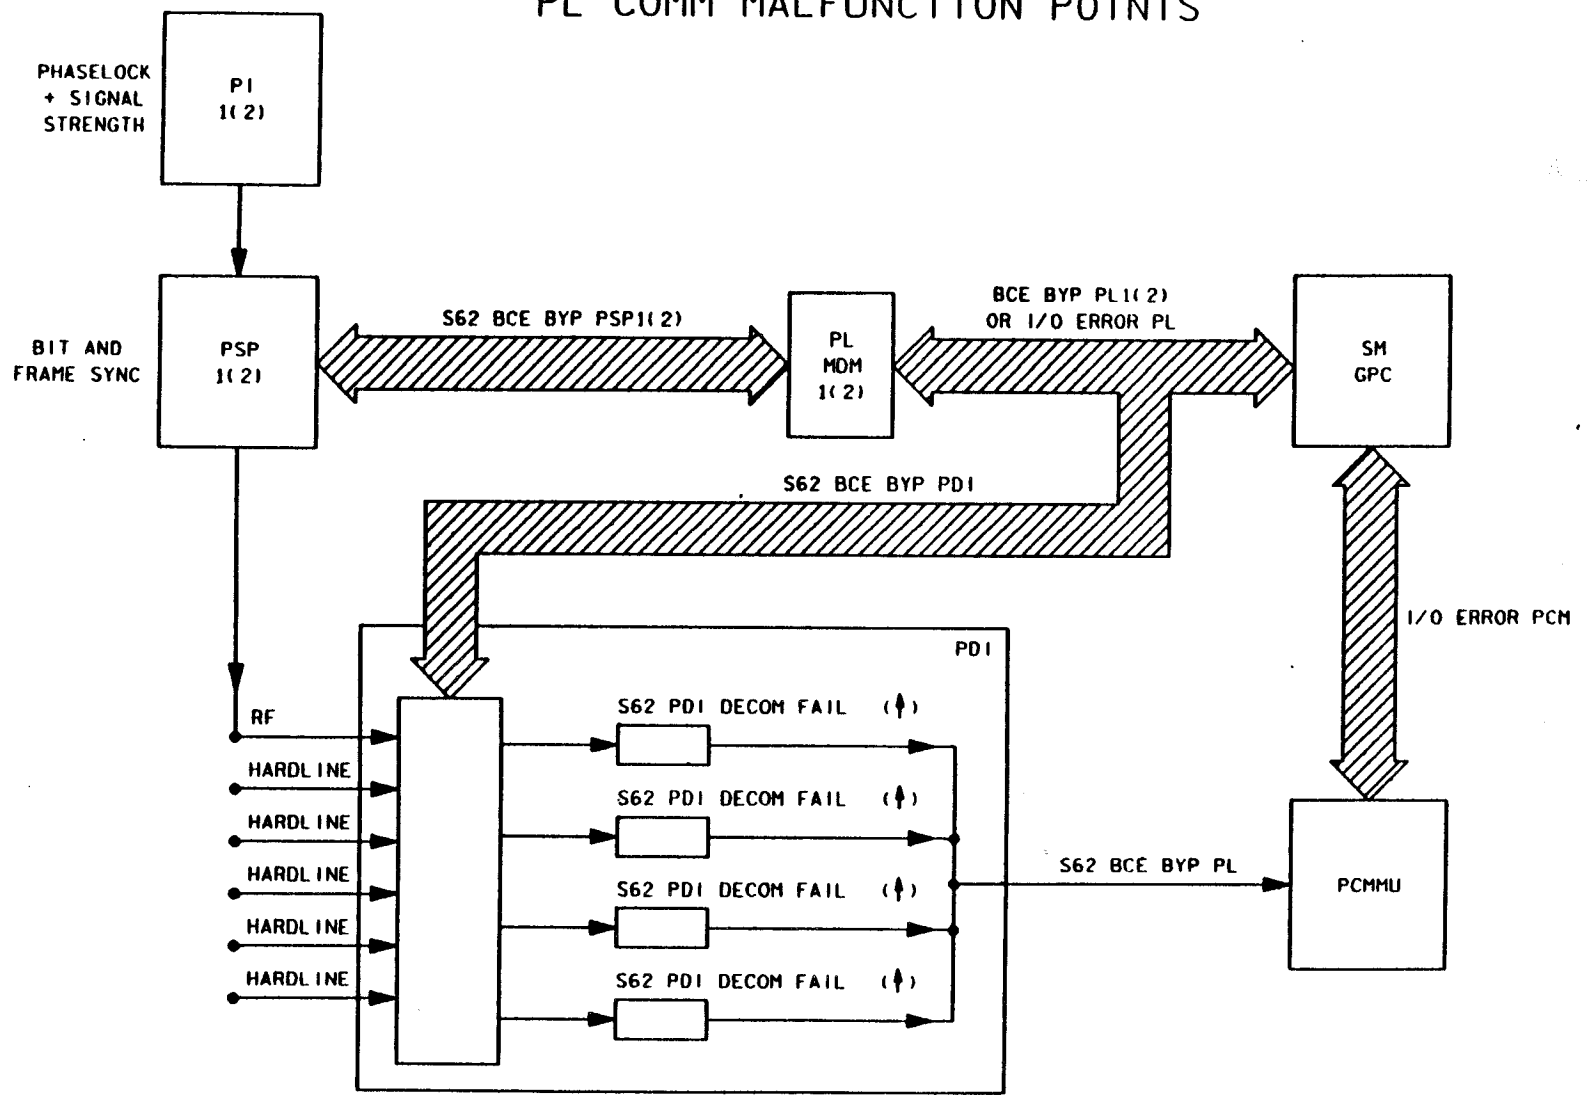 PL COMM MALFUNCTION POINTS
PHASELOCK
+ SIGNAL
STRENGTH
PI
1(2)
BIT AND
FRAME SYNC
PSP
1(2)
S62 BCE BYP PSP1(2)
PL
MDM
1(2)
BCE BYP PL1(2)
OR I/O ERROR PL
SM
GPC
S62 BCE BYP PDI
I/O ERROR PCM
PDI
RF
HARDLINE
HARDLINE
HARDLINE
HARDLINE
HARDLINE
S62 PDI DECOM FAIL (↑)
S62 PDI DECOM FAIL (↑)
S62 PDI DECOM FAIL (↑)
S62 PDI DECOM FAIL (↑)
S62 BCE BYP PL
PCMMU